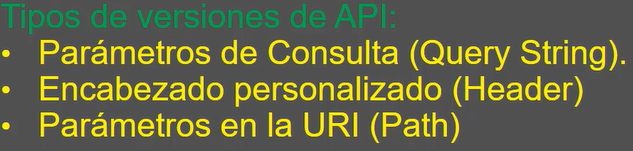 Tipos de versiones de API:
• Parámetros de Consulta (Query String).
• Encabezado personalizado (Header)
• Parámetros en la URI (Path)